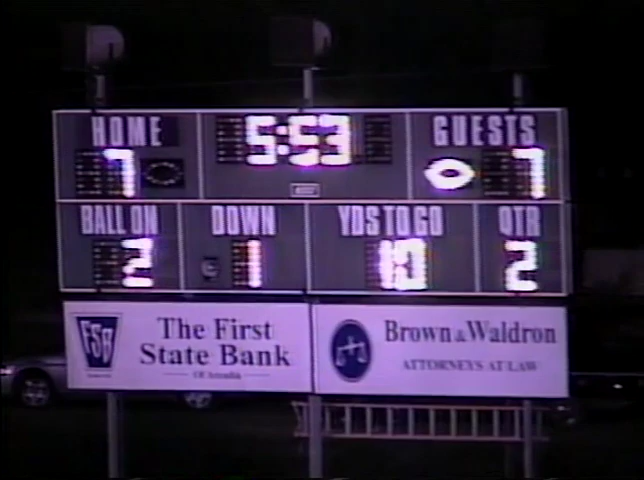 HOME 5:53 GUESTS
7 7
BALL ON DOWN YDS TO GO QTR
2 1 10 2
FSB The First
State Bank
Brown & Waldron
ATTORNEYS AT LAW